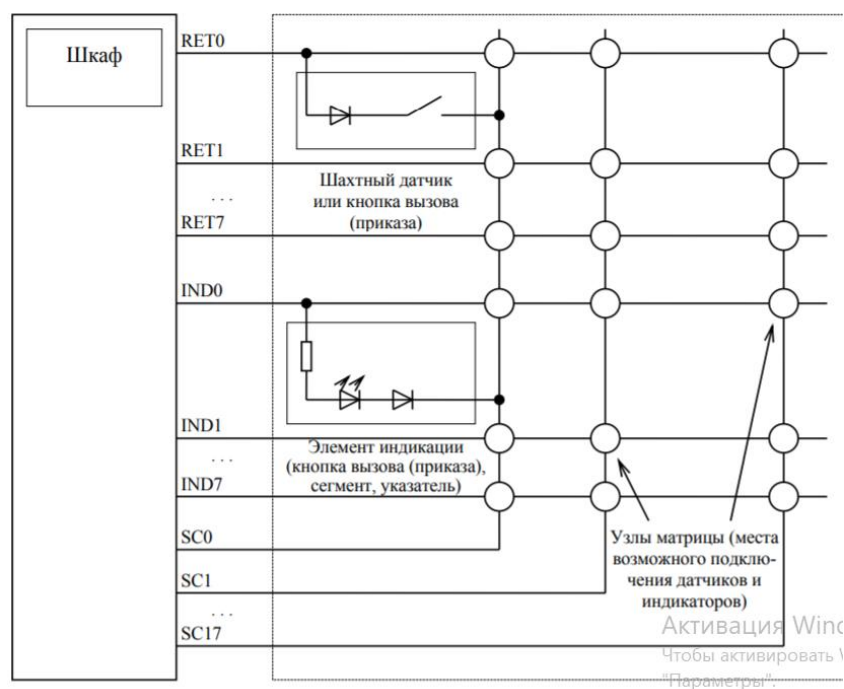 Шкаф
RET0
RET1
Шахтный датчик
или кнопка вызова
(приказа)
. . .
RET7
IND0
IND1
Элемент индикации
(кнопка вызова (приказа),
сегмент, указатель)
. . .
IND7
Узлы матрицы (места
возможного подклю-
чения датчиков и
индикаторов)
SC0
SC1
. . .
SC17
Активация Wind
Чтобы активировать W
"Параметры".